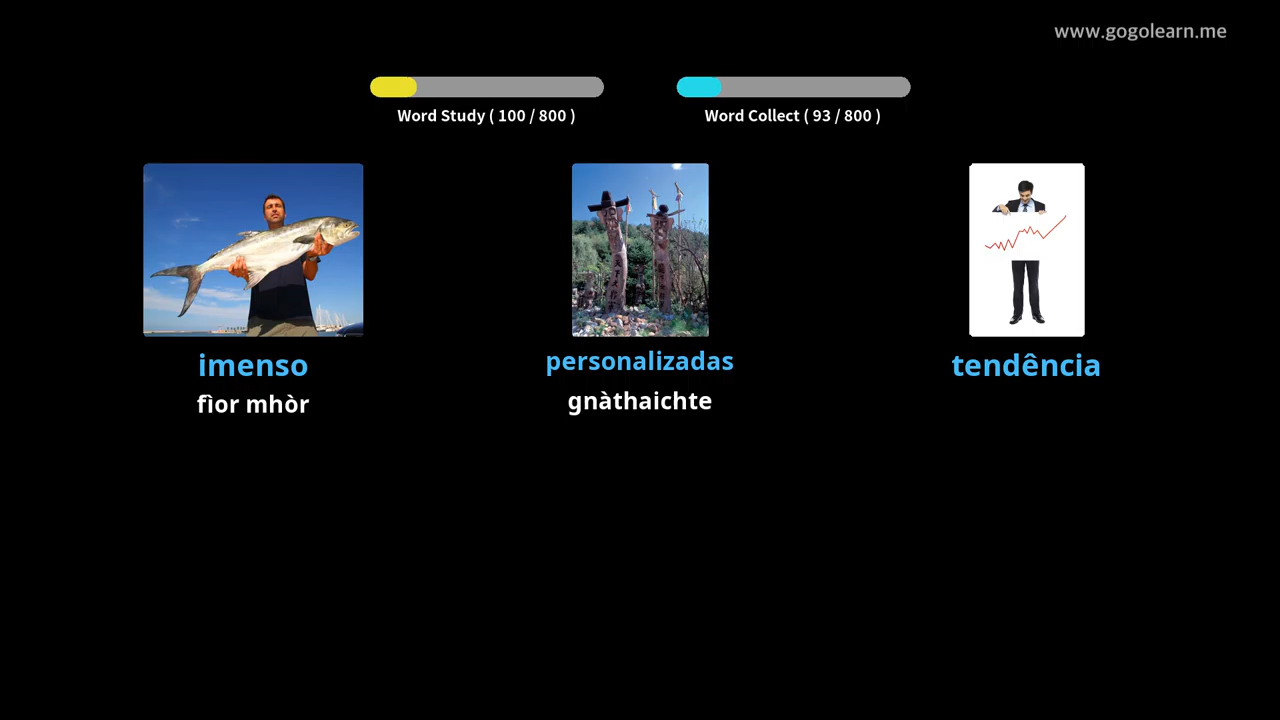 www.gogolearn.me
Word Study ( 100 / 800 )
Word Collect ( 93 / 800 )
imenso
fìor mhòr
personalizadas
gnàthaichte
tendência